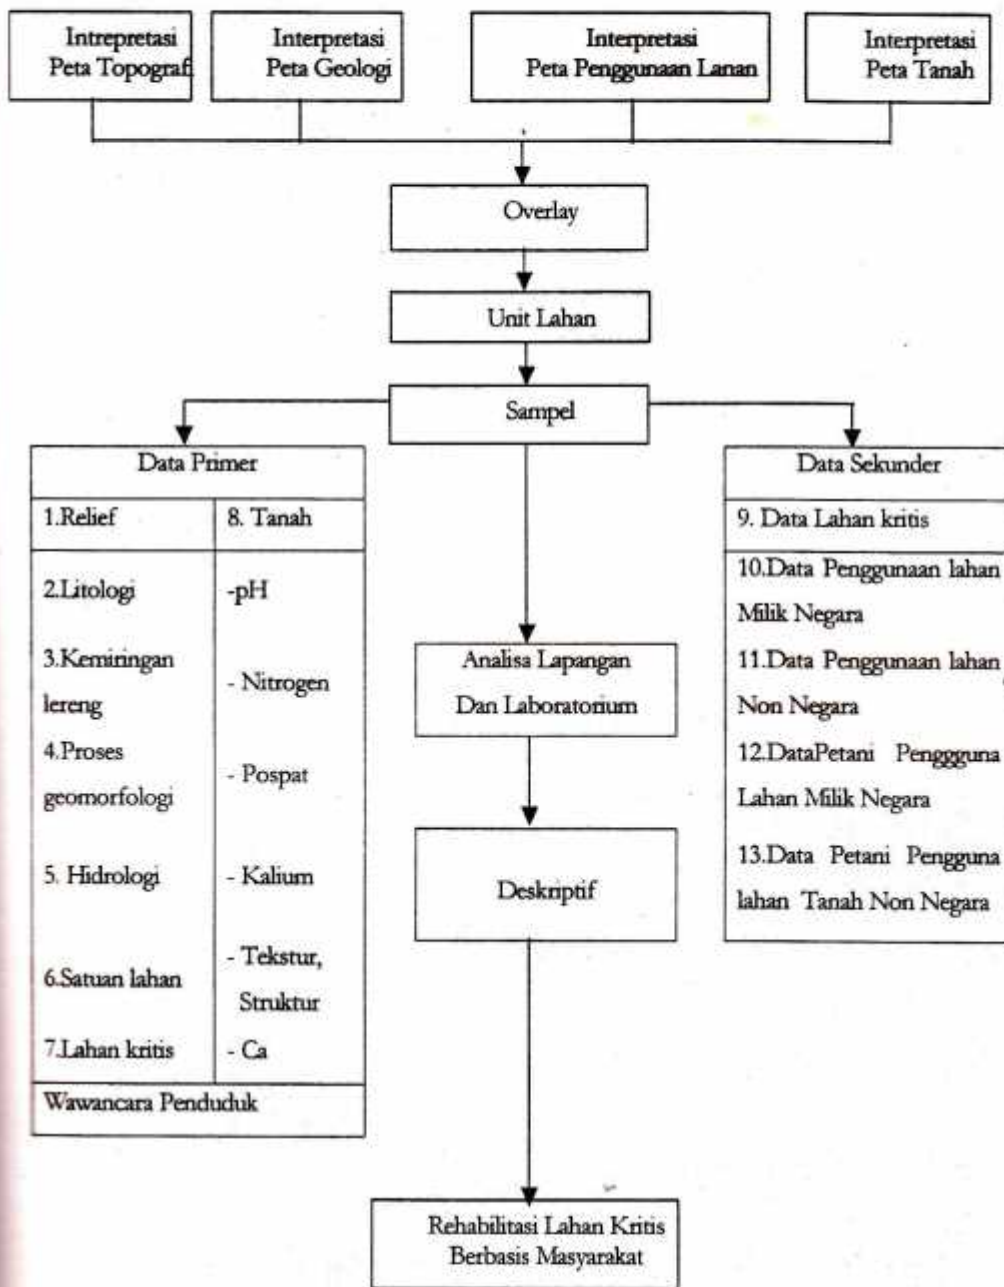 Intrepretasi
Peta Topografi
Interpretasi
Peta Geologi
Interpretasi
Peta Penggunaan Lanan
Interpretasi
Peta Tanah
Overlay
Unit Lahan
Sampel
Data Primer
1.Relief
8. Tanah
2.Litologi
-pH
3.Kemiringan
lereng
- Nitrogen
4.Proses
geomorfologi
- Pospat
5. Hidrologi
- Kalium
6.Satuan lahan
- Tekstur,
Struktur
7.Lahan kritis
- Ca
Wawancara Penduduk
Analisa Lapangan
Dan Laboratorium
Deskriptif
Data Sekunder
9. Data Lahan kritis
10.Data Penggunaan lahan
Milik Negara
11.Data Penggunaan lahan
Non Negara
12.DataPetani Penggguna
Lahan Milik Negara
13.Data Petani Pengguna
lahan Tanah Non Negara
Rehabilitasi Lahan Kritis
Berbasis Masyarakat